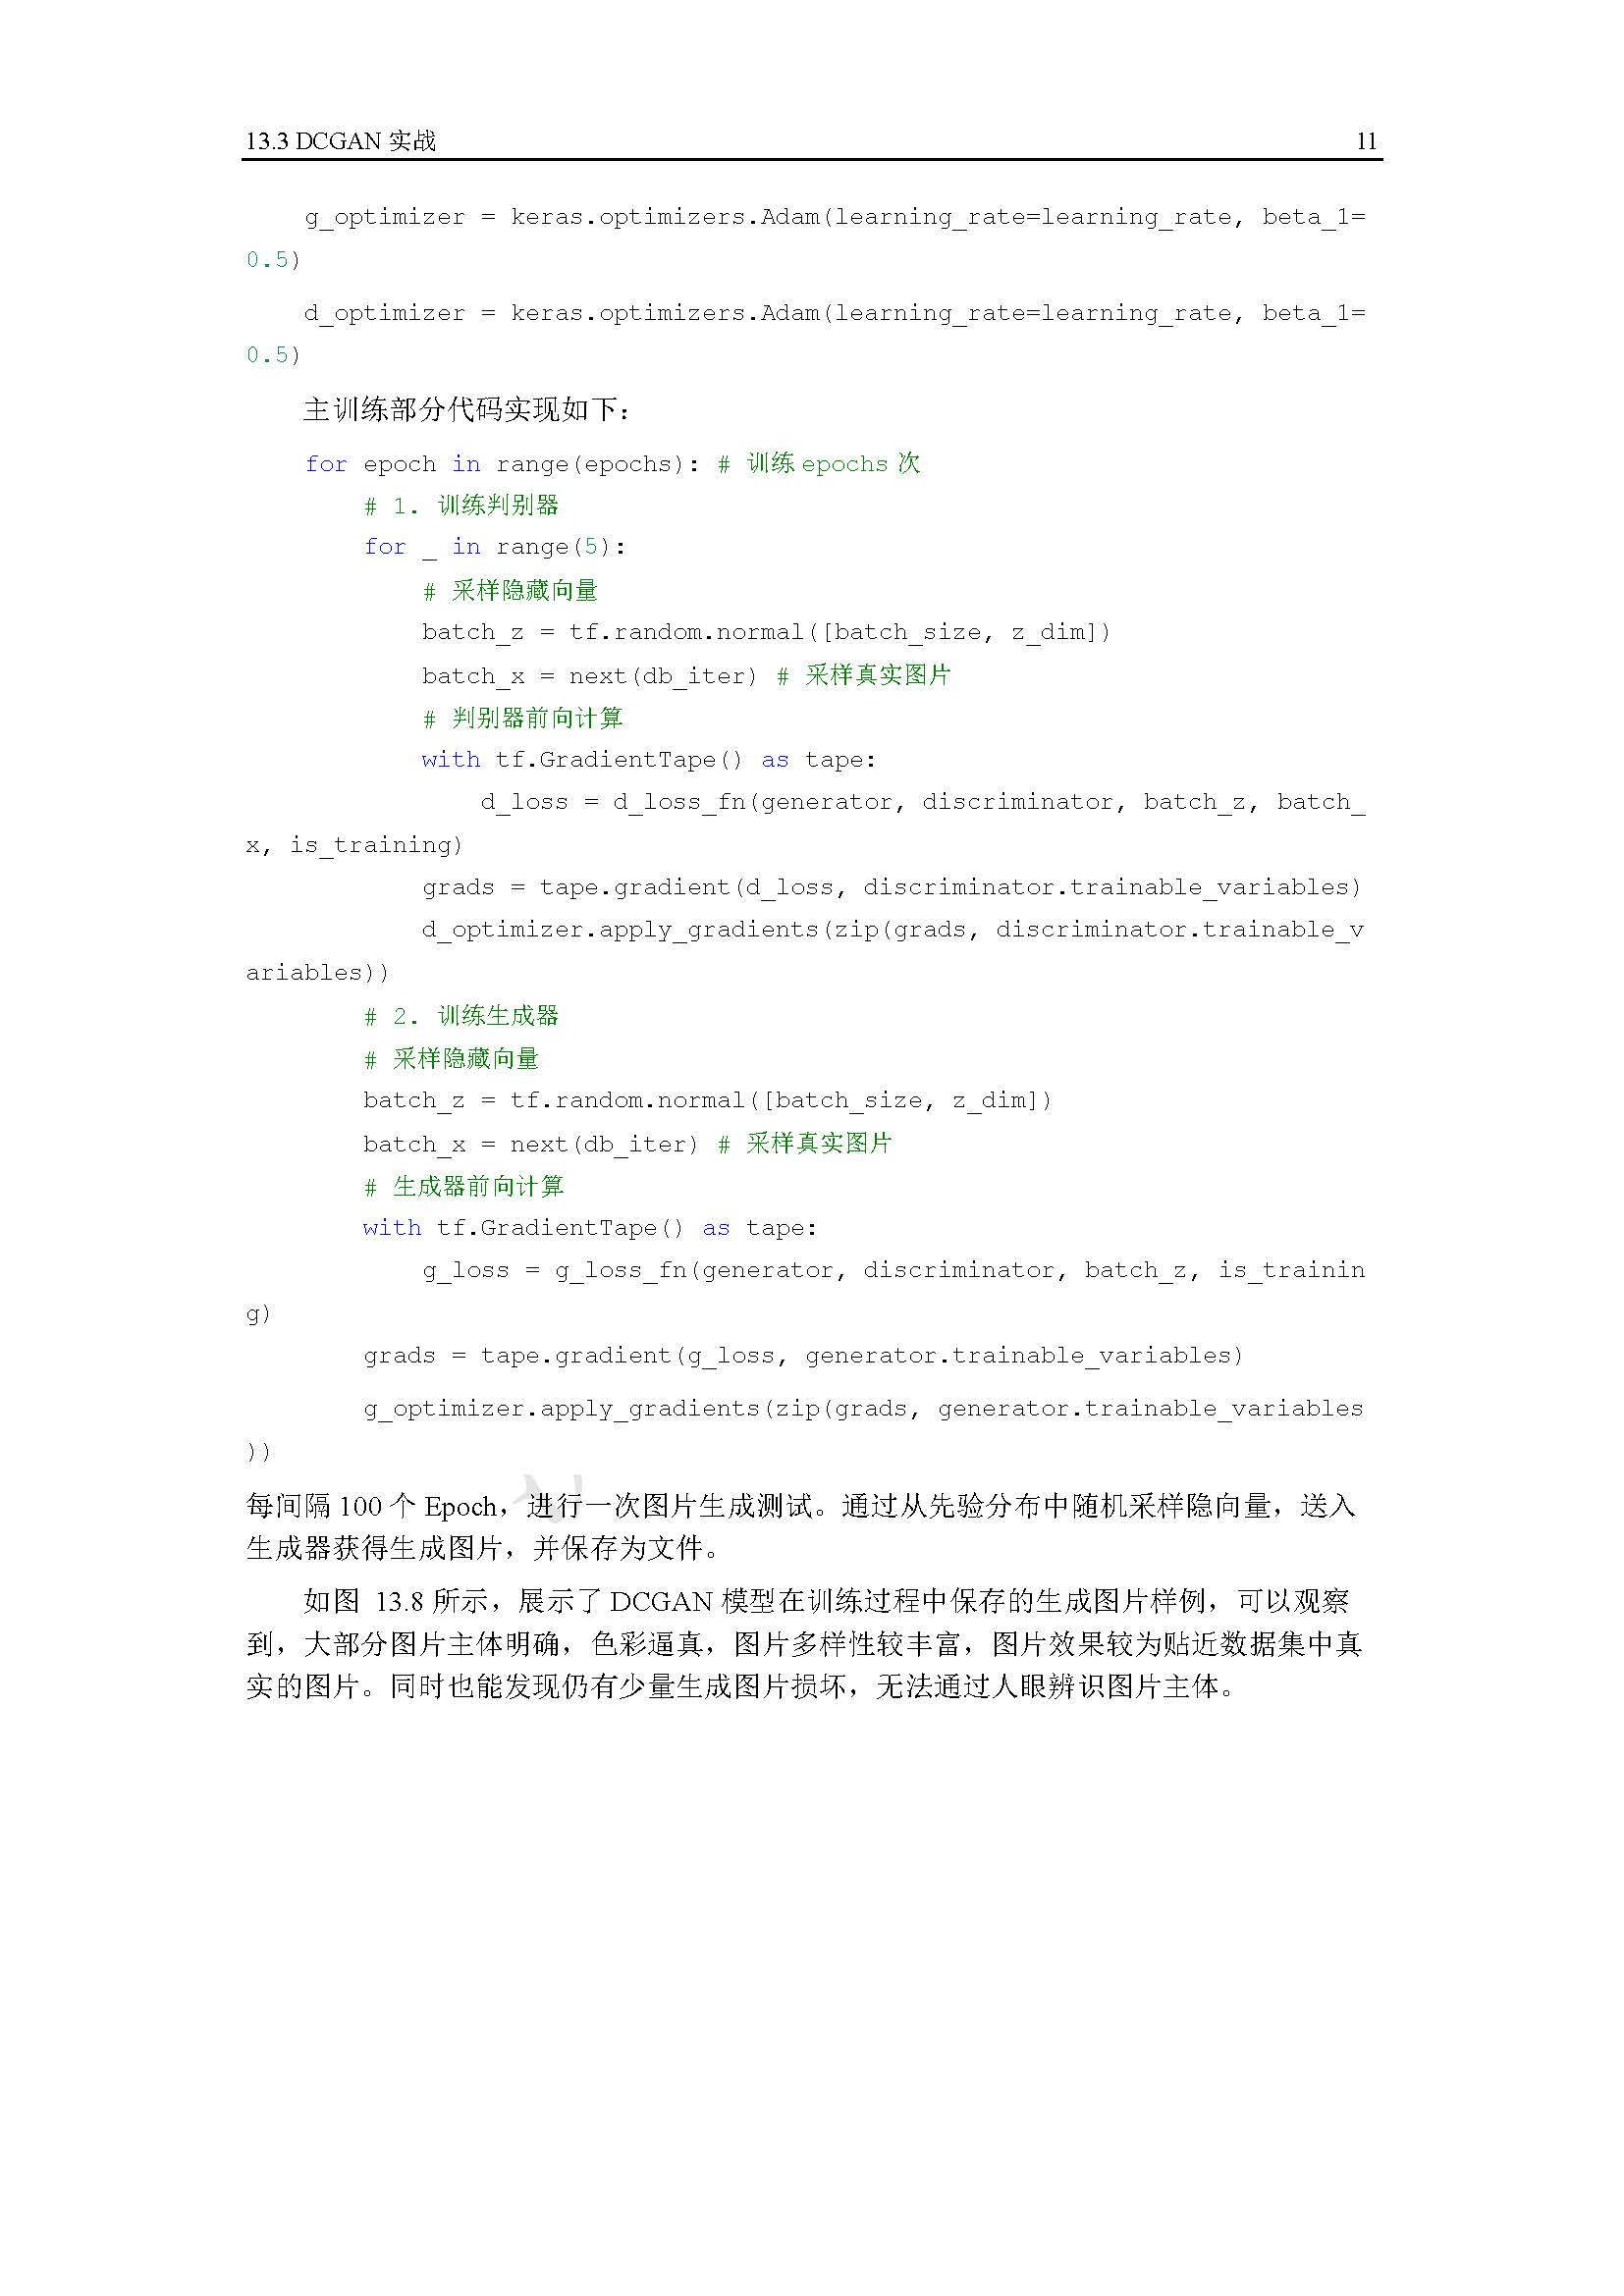 13.3 DCGAN 实战 11
g_optimizer = keras.optimizers.Adam(learning_rate=learning_rate, beta_1=
0.5)
d_optimizer = keras.optimizers.Adam(learning_rate=learning_rate, beta_1=
0.5)
主训练部分代码实现如下：
for epoch in range(epochs): # 训练 epochs 次
# 1. 训练判别器
for _ in range(5):
# 采样隐藏向量
batch_z = tf.random.normal([batch_size, z_dim])
batch_x = next(db_iter) # 采样真实图片
# 判别器前向计算
with tf.GradientTape() as tape:
d_loss = d_loss_fn(generator, discriminator, batch_z, batch_
x, is_training)
grads = tape.gradient(d_loss, discriminator.trainable_variables)
d_optimizer.apply_gradients(zip(grads, discriminator.trainable_v
ariables))
# 2. 训练生成器
# 采样隐藏向量
batch_z = tf.random.normal([batch_size, z_dim])
batch_x = next(db_iter) # 采样真实图片
# 生成器前向计算
with tf.GradientTape() as tape:
g_loss = g_loss_fn(generator, discriminator, batch_z, is_trainin
g)
grads = tape.gradient(g_loss, generator.trainable_variables)
g_optimizer.apply_gradients(zip(grads, generator.trainable_variables
))
每间隔 100 个 Epoch，进行一次图片生成测试。通过从先验分布中随机采样隐向量，送入
生成器获得生成图片，并保存为文件。
如图 13.8 所示，展示了 DCGAN 模型在训练过程中保存的生成图片样例，可以观察
到，大部分图片主体明确，色彩逼真，图片多样性较丰富，图片效果较为贴近数据集中真
实的图片。同时也能发现仍有少量生成图片损坏，无法通过人眼辨识图片主体。